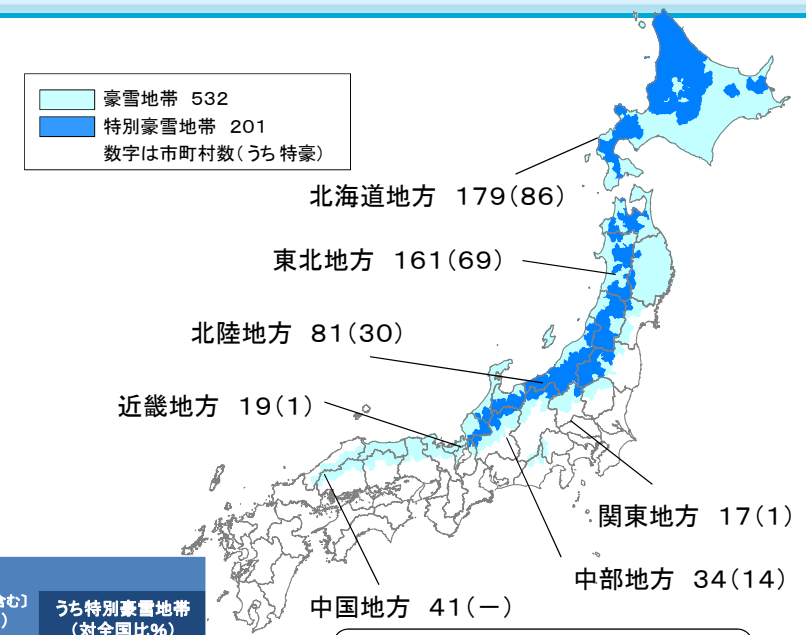 豪雪地帯 532
特別豪雪地帯 201
数字は市町村数(うち特豪)
北海道地方 179(86)
東北地方 161(69)
北陸地方 81(30)
近畿地方 19(1)
関東地方 17(1)
中部地方 34(14)
中国地方 41(－)
含む〕
)
うち特別豪雪地帯
(対全国比%)